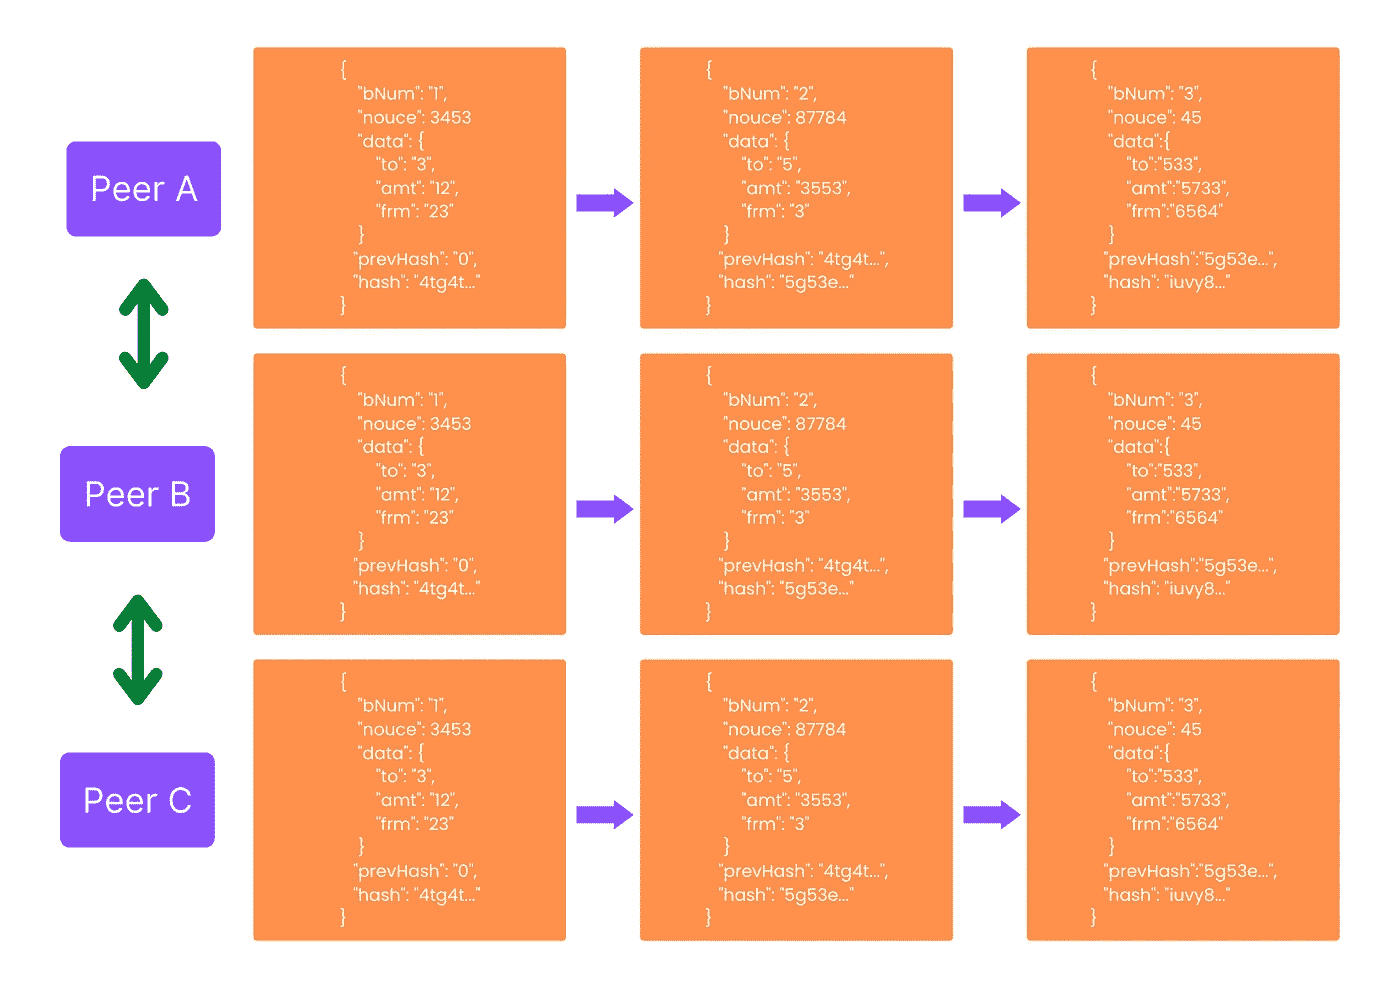 Peer A
{
"bNum": "1",
"nouce": 3453
"data": {
"to": "3",
"amt": "12",
"frm": "23"
}
"prevHash": "0",
"hash": "4tg4t..."
}
{
"bNum": "2",
"nouce": 87784
"data": {
"to": "5",
"amt": "3553",
"frm": "3"
}
"prevHash": "4tg4t...",
"hash": "5g53e..."
}
{
"bNum": "3",
"nouce": 45
"data":{
"to":"533",
"amt":"5733",
"frm":"6564"
}
"prevHash":"5g53e...",
"hash": "iuvy8..."
}
Peer B
{
"bNum": "1",
"nouce": 3453
"data": {
"to": "3",
"amt": "12",
"frm": "23"
}
"prevHash": "0",
"hash": "4tg4t..."
}
{
"bNum": "2",
"nouce": 87784
"data": {
"to": "5",
"amt": "3553",
"frm": "3"
}
"prevHash": "4tg4t...",
"hash": "5g53e..."
}
{
"bNum": "3",
"nouce": 45
"data":{
"to":"533",
"amt":"5733",
"frm":"6564"
}
"prevHash":"5g53e...",
"hash": "iuvy8..."
}
Peer C
{
"bNum": "1",
"nouce": 3453
"data": {
"to": "3",
"amt": "12",
"frm": "23"
}
"prevHash": "0",
"hash": "4tg4t..."
}
{
"bNum": "2",
"nouce": 87784
"data": {
"to": "5",
"amt": "3553",
"frm": "3"
}
"prevHash": "4tg4t...",
"hash": "5g53e..."
}
{
"bNum": "3",
"nouce": 45
"data":{
"to":"533",
"amt":"5733",
"frm":"6564"
}
"prevHash":"5g53e...",
"hash": "iuvy8..."
}